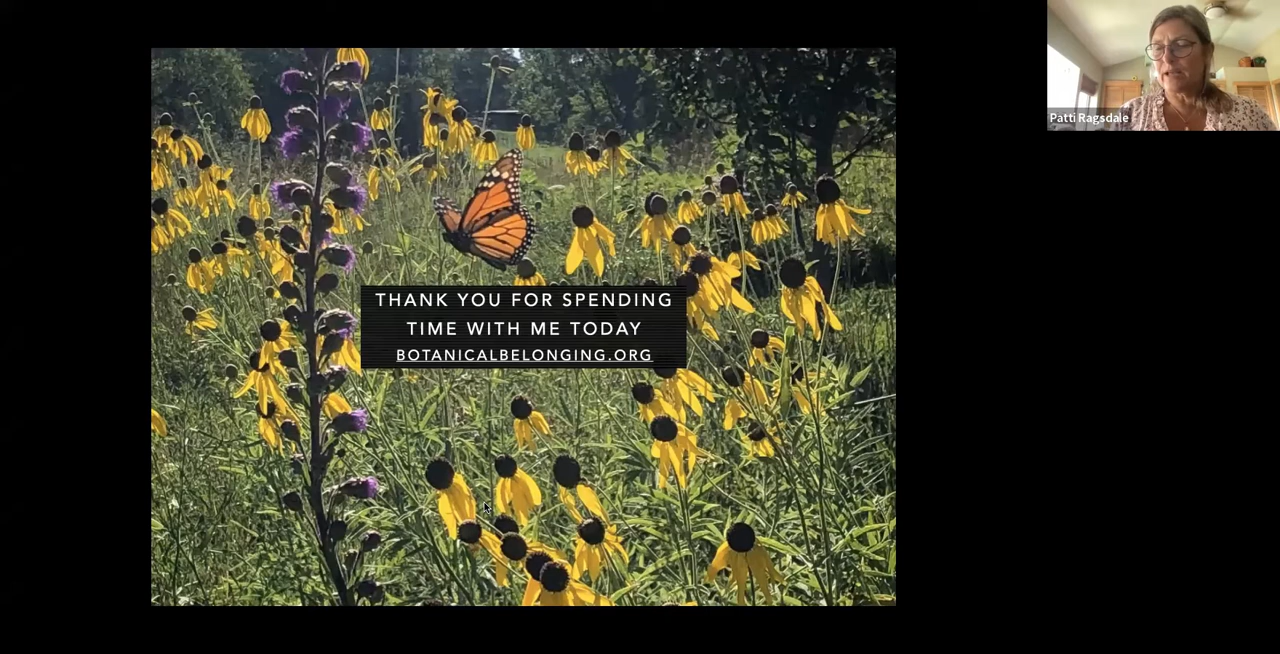 Patti Ragsdale
THANK YOU FOR SPENDING
TIME WITH ME TODAY
BOTANICALBELONGING.ORG